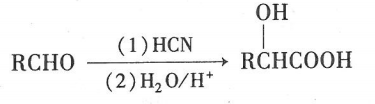 OH
RCHO (1)HCN RCHCOOH
(2)H₂O/H⁺